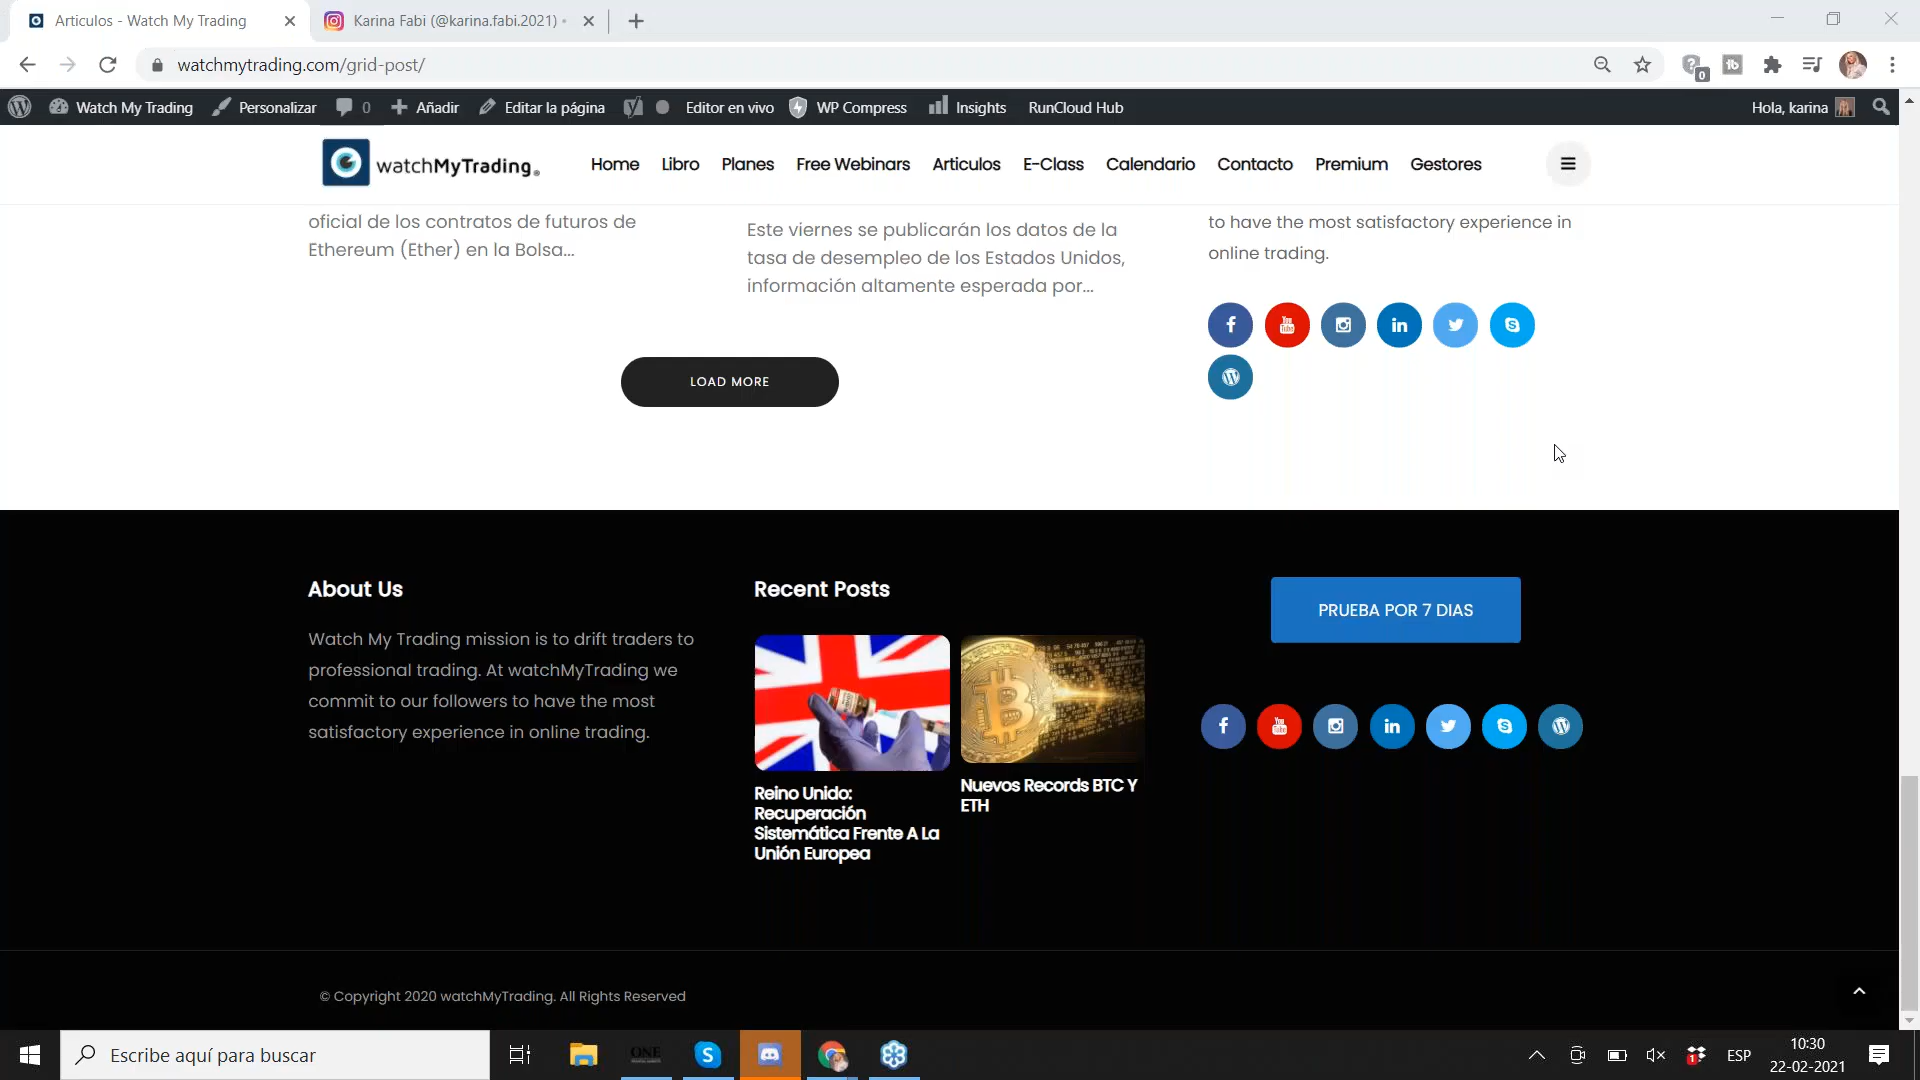 Articulos - Watch My Trading
Karina Fabi (@karina.fabi.2021) •
watchmytrading.com/grid-post/
0
Watch My Trading
Personalizar
0
Añadir
Editar la página
Editor en vivo
WP Compress
Insights
RunCloud Hub
Hola, karina
watchMyTrading®
Home
Libro
Planes
Free Webinars
Articulos
E-Class
Calendario
Contacto
Premium
Gestores
oficial de los contratos de futuros de
Ethereum (Ether) en la Bolsa...
Este viernes se publicarán los datos de la
tasa de desempleo de los Estados Unidos,
información altamente esperada por...
to have the most satisfactory experience in
online trading.
LOAD MORE
About Us
Watch My Trading mission is to drift traders to
professional trading. At watchMyTrading we
commit to our followers to have the most
satisfactory experience in online trading.
Recent Posts
Reino Unido:
Recuperación
Sistemática Frente A La
Unión Europea
Nuevos Records BTC Y
ETH
PRUEBA POR 7 DIAS
© Copyright 2020 watchMyTrading. All Rights Reserved
Escribe aquí para buscar
ONE
1
ESP
10:30
22-02-2021